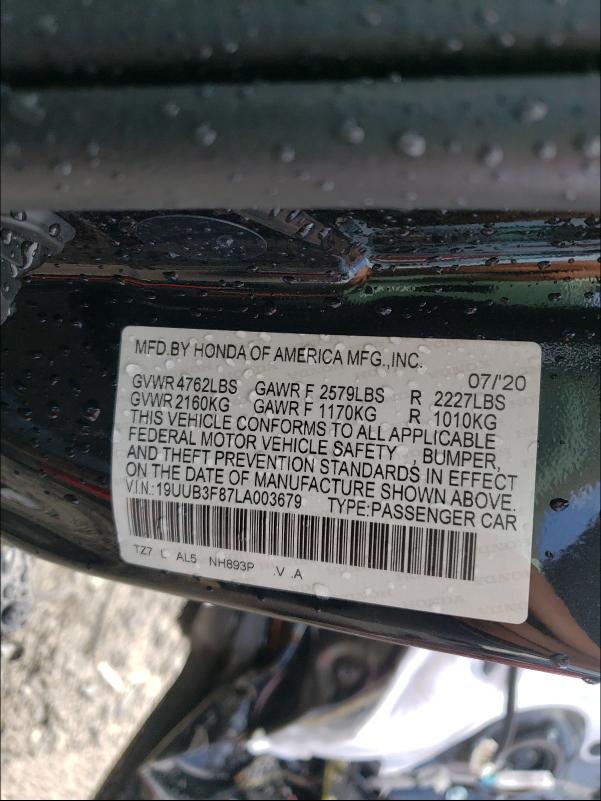 MFD.BY HONDA OF AMERICA MFG.,INC.
07/'20
GVWR 4762LBS GAWR F 2579LBS R 2227LBS
GVWR 2160KG GAWR F 1170KG R 1010KG
THIS VEHICLE CONFORMS TO ALL APPLICABLE
FEDERAL MOTOR VEHICLE SAFETY , BUMPER,
AND THEFT PREVENTION STANDARDS IN EFFECT
ON THE DATE OF MANUFACTURE SHOWN ABOVE.
V.I.N.:19UUB3F87LA003679 TYPE:PASSENGER CAR
TZ7 L AL5 NH893P .V .A